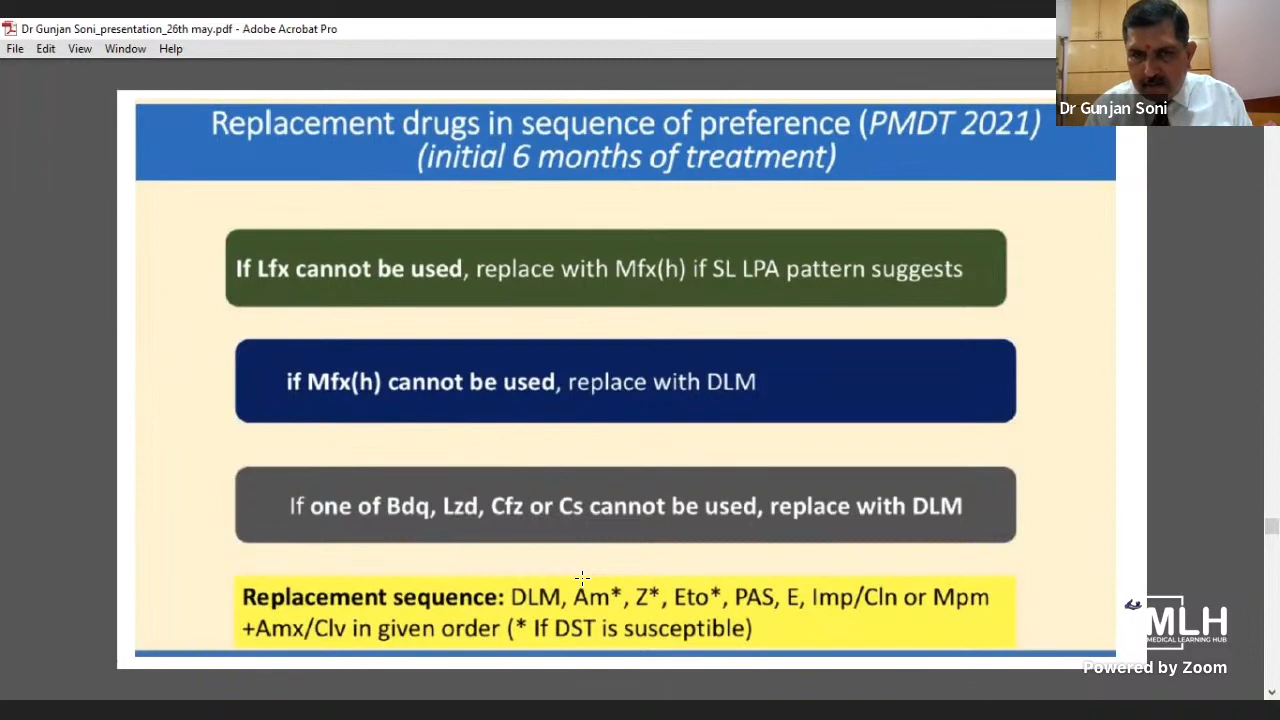 Dr Gunjan Soni_presentation_26th may.pdf - Adobe Acrobat Pro
File Edit View Window Help
Dr Gunjan Soni
Replacement drugs in sequence of preference (PMDT 2021)
(initial 6 months of treatment)
If Lfx cannot be used, replace with Mfx(h) if SL LPA pattern suggests
if Mfx(h) cannot be used, replace with DLM
If one of Bdq, Lzd, Cfz or Cs cannot be used, replace with DLM
Replacement sequence: DLM, Am*, Z*, Eto*, PAS, E, Imp/Cln or Mpm
+Amx/Clv in given order (* If DST is susceptible)
MLH
MEDICAL LEARNING HUB
Powered by Zoom